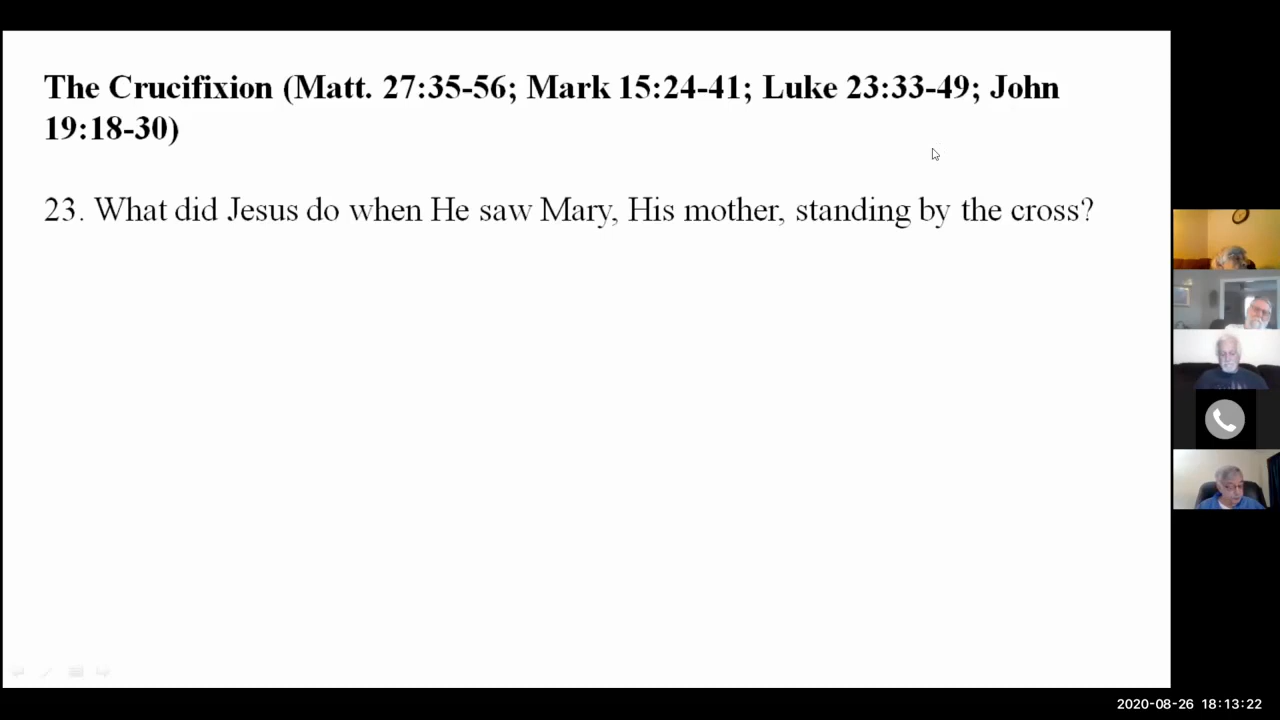 The Crucifixion (Matt. 27:35-56; Mark 15:24-41; Luke 23:33-49; John
19:18-30)
23. What did Jesus do when He saw Mary, His mother, standing by the cross?
2020-08-26 18:13:22